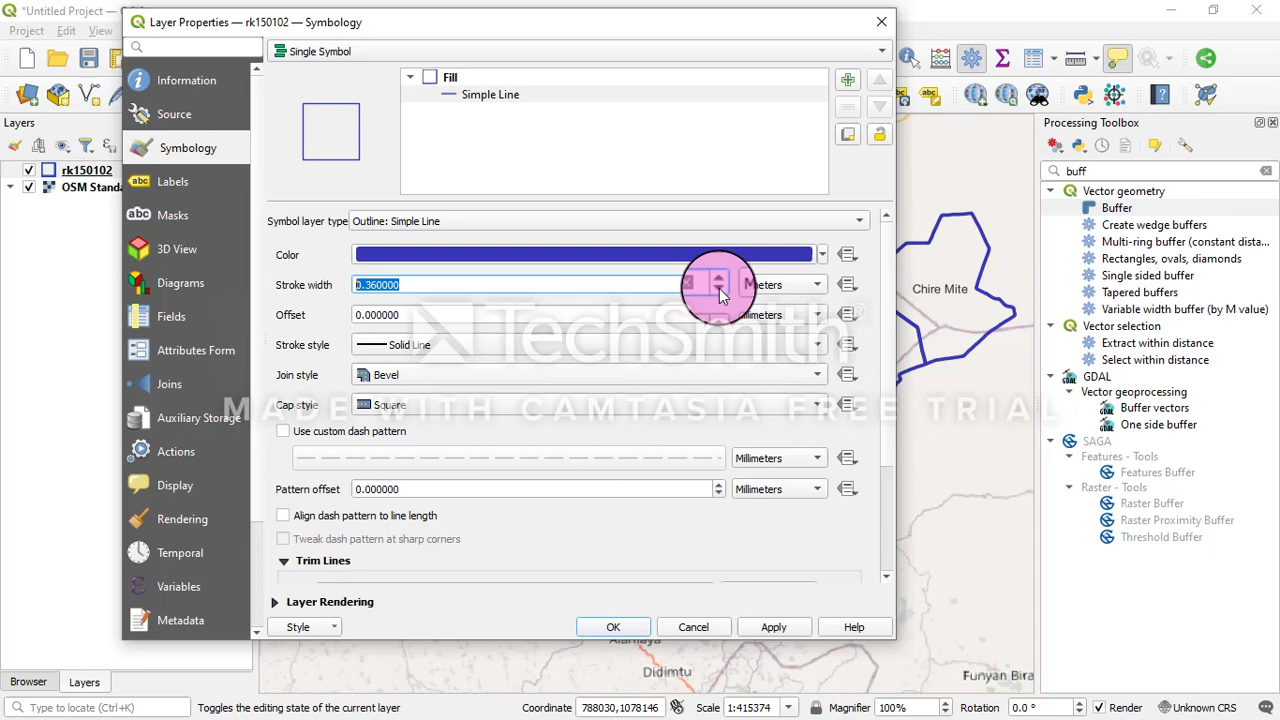 *Untitled Project
Layer Properties — rk150102 — Symbology
Project Edit View
Single Symbol
Information
Source
Symbology
Labels
Masks
3D View
Diagrams
Fields
Attributes Form
Joins
Auxiliary Storage
Actions
Display
Rendering
Temporal
Variables
Metadata
Fill
Simple Line
Symbol layer type Outline: Simple Line
Color
Stroke width 0.360000 Meters
Offset 0.000000
Stroke style Solid Line
Join style Bevel
Cap style Square
Use custom dash pattern
Millimeters
Pattern offset 0.000000 Millimeters
Align dash pattern to line length
Tweak dash pattern at sharp corners
Trim Lines
Layer Rendering
Style OK Cancel Apply Help
Layers
rk150102
OSM Standa
Browser Layers
TechSmith
MADE WITH CAMTASIA FREE TRIAL
Chire Mite
Didimtu
Funyan Bira
Processing Toolbox
buff
Vector geometry
Buffer
Create wedge buffers
Multi-ring buffer (constant dista...
Rectangles, ovals, diamonds
Single sided buffer
Tapered buffers
Variable width buffer (by M value)
Vector selection
Extract within distance
Select within distance
GDAL
Vector geoprocessing
Buffer vectors
One side buffer
SAGA
Features - Tools
Features Buffer
Raster - Tools
Raster Buffer
Raster Proximity Buffer
Threshold Buffer
Type to locate (Ctrl+K) Toggles the editing state of the current layer Coordinate 788030,1078146 Scale 1:415374 Magnifier 100% Rotation 0.0 ° Render Unknown CRS